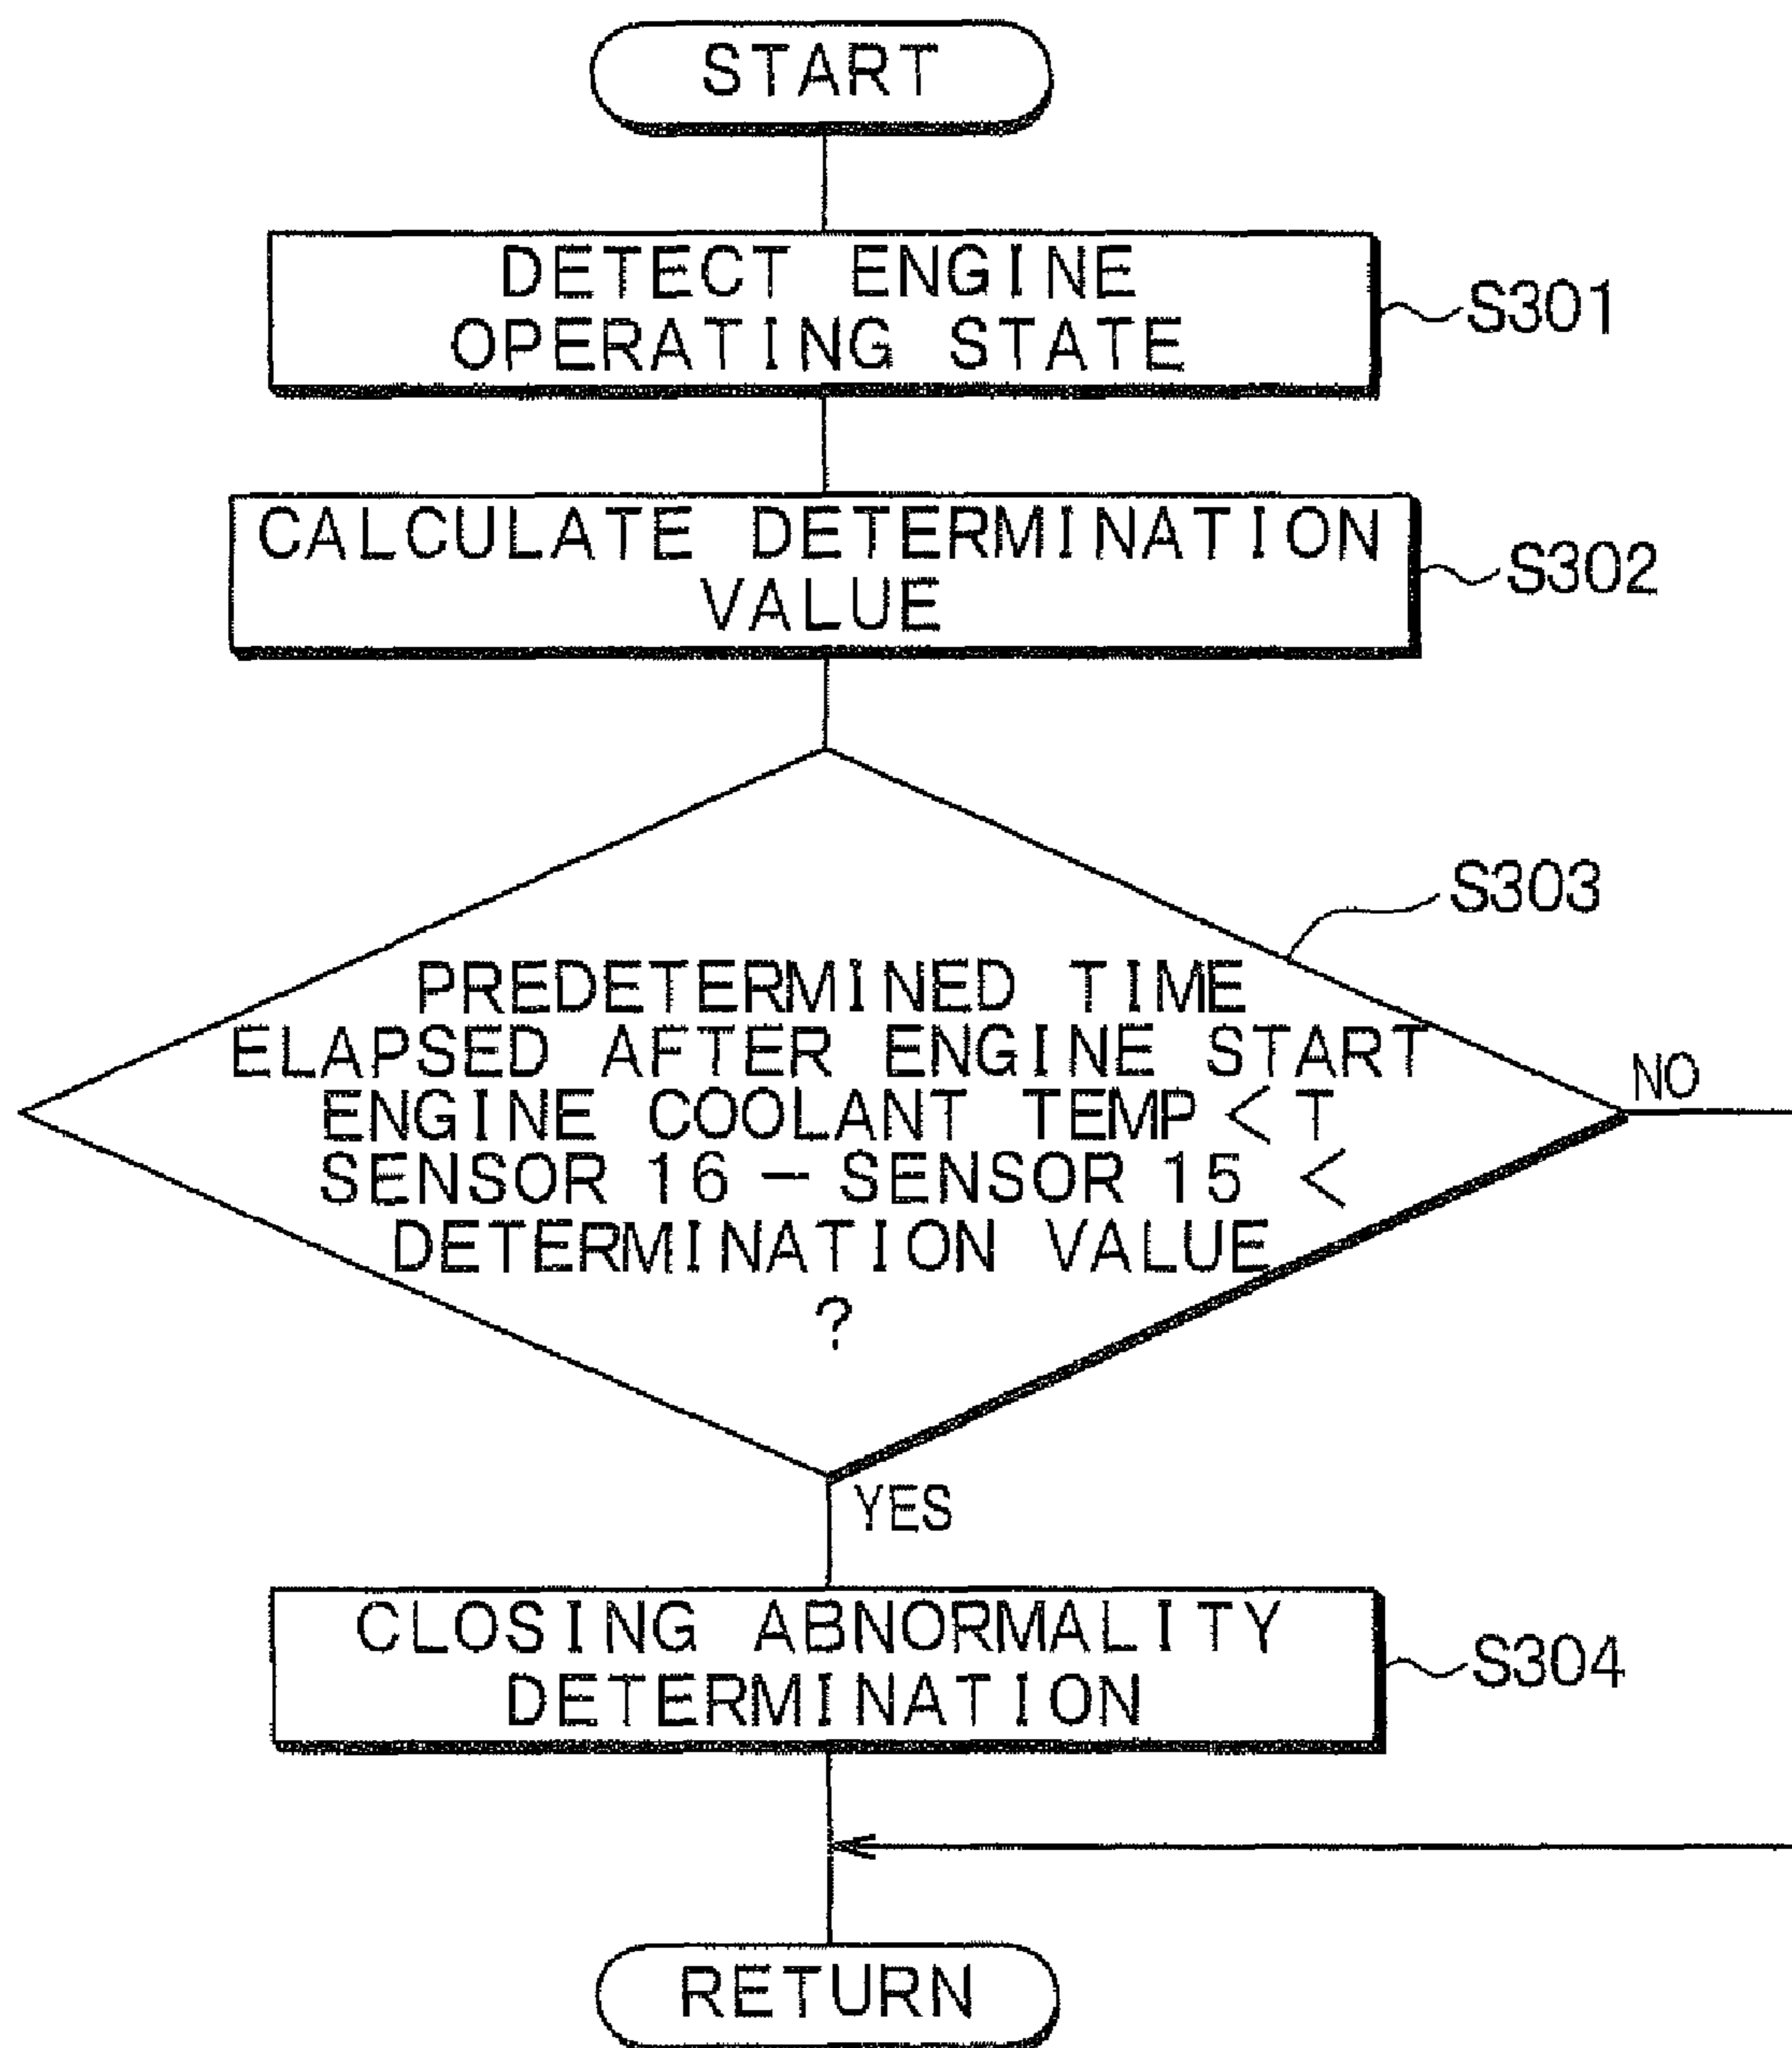 START
DETECT ENGINE
OPERATING STATE
S301
CALCULATE DETERMINATION
VALUE
S302
S303
PREDETERMINED TIME
ELAPSED AFTER ENGINE START
ENGINE COOLANT TEMP < T
SENSOR 16 – SENSOR 15 <
DETERMINATION VALUE
?
NO
YES
CLOSING ABNORMALITY
DETERMINATION
S304
RETURN